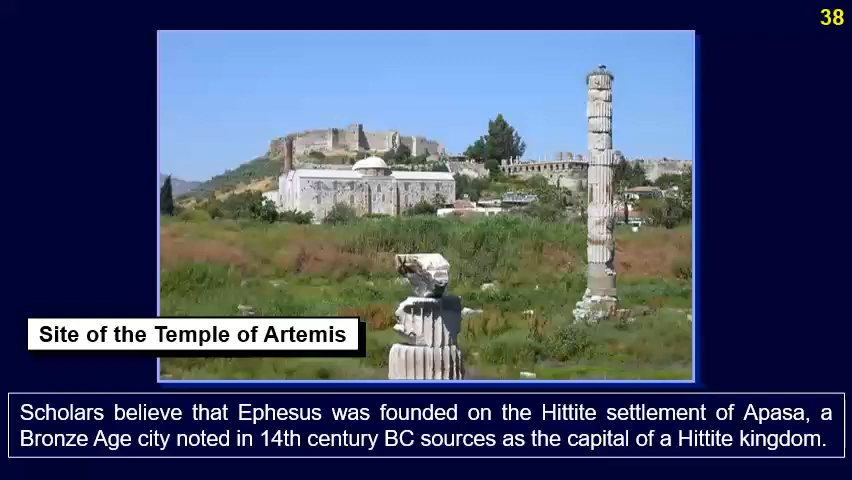 38
Site of the Temple of Artemis
Scholars believe that Ephesus was founded on the Hittite settlement of Apasa, a
Bronze Age city noted in 14th century BC sources as the capital of a Hittite kingdom.